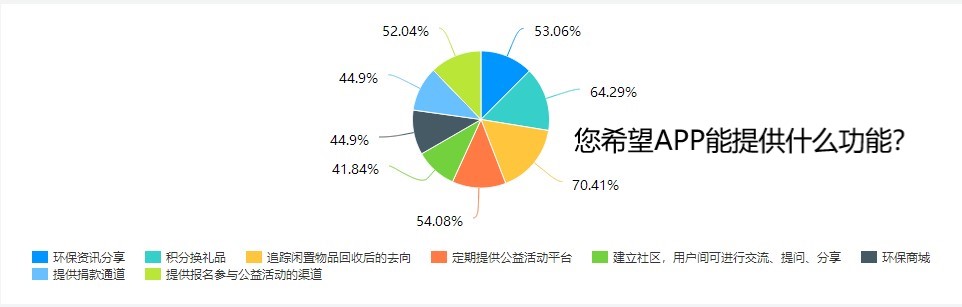 52.04%
53.06%
44.9%
64.29%
您希望APP能提供什么功能?
44.9%
41.84%
70.41%
54.08%
环保资讯分享 积分换礼品 追踪闲置物品回收后的去向 定期提供公益活动平台 建立社区，用户间可进行交流、提问、分享 环保商城
提供捐款通道 提供报名参与公益活动的渠道